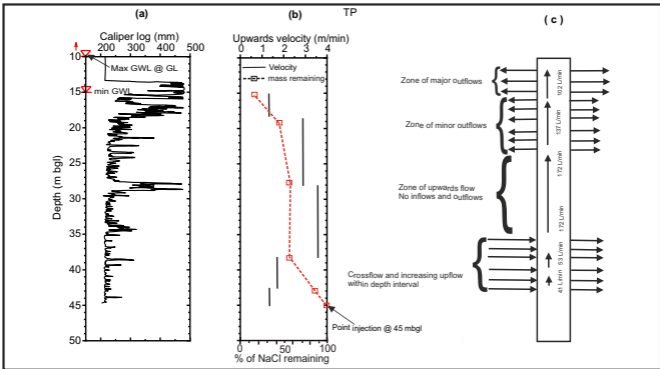 (a)
Caliper log (mm)
200 300 400 500
Max GWL @ GL
min GWL
Depth (m bgl)
10
15
20
25
30
35
40
45
50
(b)
TP
Upwards velocity (m/min)
0 1 2 3 4
Velocity
mass remaining
0 50 100
% of NaCl remaining
Point injection @ 45 mbgl
(c)
Zone of major outflows
Zone of minor outflows
Zone of upwards flow
No inflows and outflows
Crossflow and increasing upflow
within depth interval
102 L/min
137 L/min
172 L/min
172 L/min
63 L/min
41 L/min